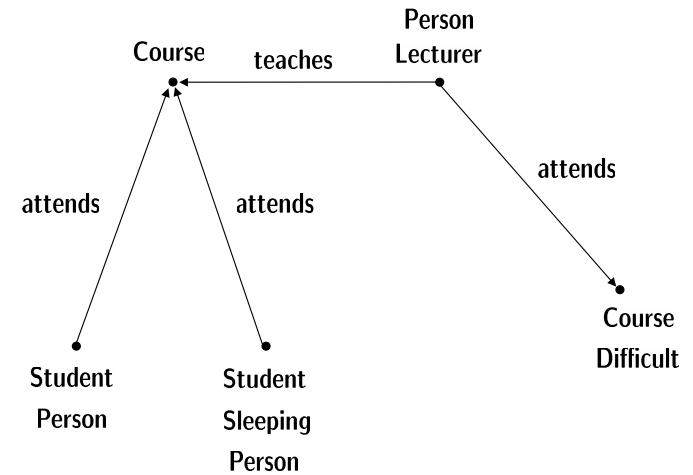 Person
Course
teaches
Lecturer
attends
attends
attends
Course
Difficult
Student
Person
Student
Sleeping
Person